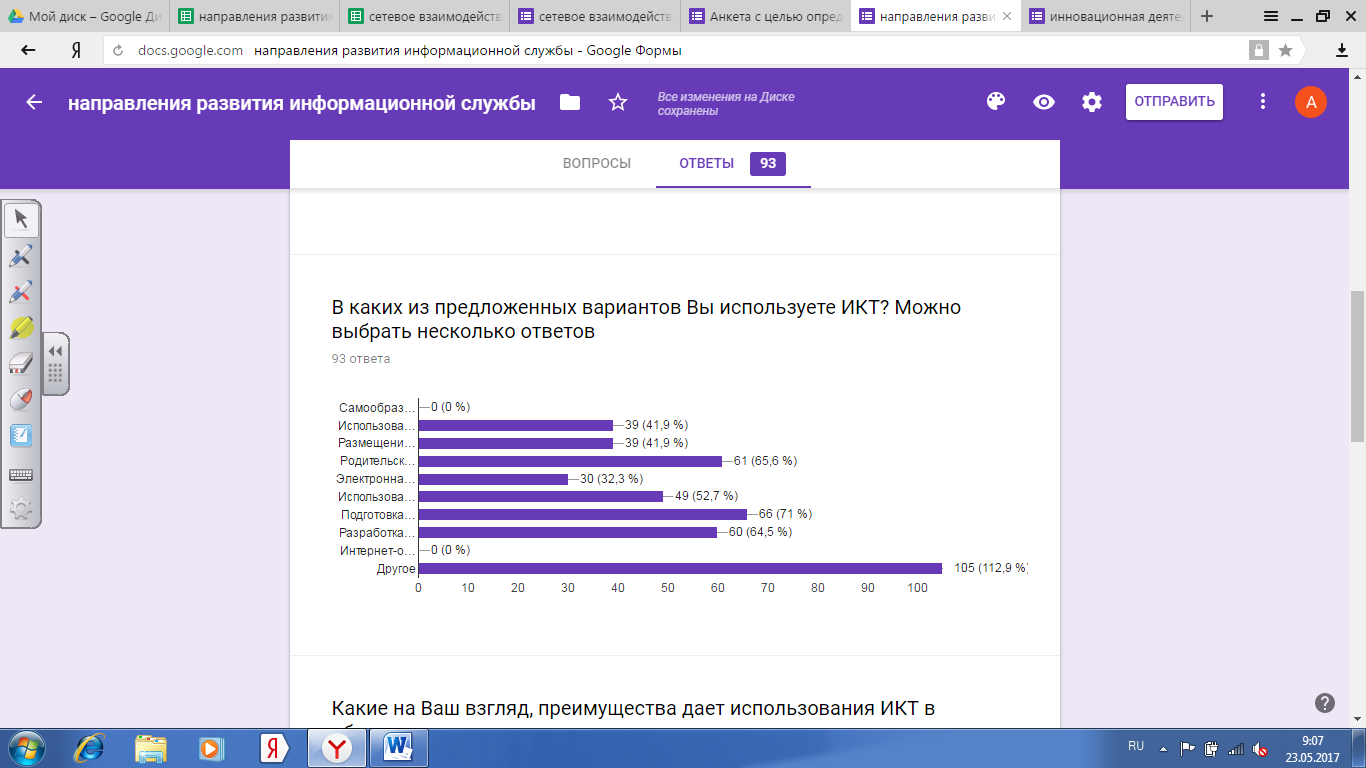 Мой диск – Google Ди
направления развития
сетевое взаимодейств
сетевое взаимодейств
Анкета с целью опред
направления разви
инновационная деяте
Я
docs.google.com направления развития информационной службы - Google Формы
направления развития информационной службы
Все изменения на Диске
сохранены
ОТПРАВИТЬ
А
ВОПРОСЫ
ОТВЕТЫ 93
В каких из предложенных вариантов Вы используете ИКТ? Можно
выбрать несколько ответов
93 ответа
Самообраз... 0 (0 %)
Использова... 39 (41,9 %)
Размещени... 39 (41,9 %)
Родительск... 61 (65,6 %)
Электронна... 30 (32,3 %)
Использова... 49 (52,7 %)
Подготовка... 66 (71 %)
Разработка... 60 (64,5 %)
Интернет-о... 0 (0 %)
Другое 105 (112,9 %)
0 10 20 30 40 50 60 70 80 90 100
Какие на Ваш взгляд, преимущества дает использования ИКТ в
RU
9:07
23.05.2017